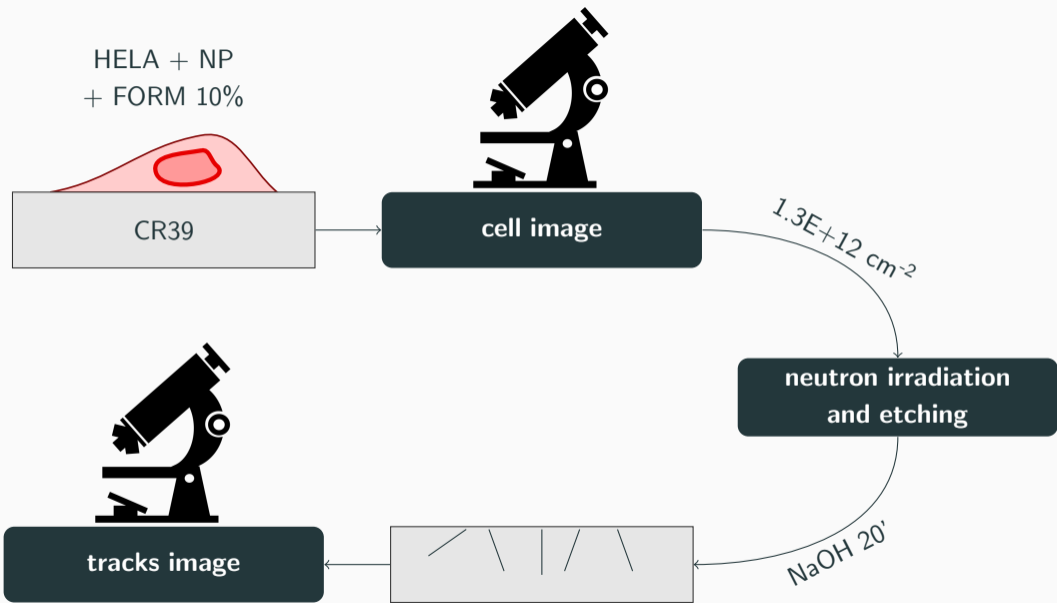 HELA + NP
+ FORM 10%
CR39
cell image
1.3E+12 cm⁻²
neutron irradiation
and etching
NaOH 20'
tracks image